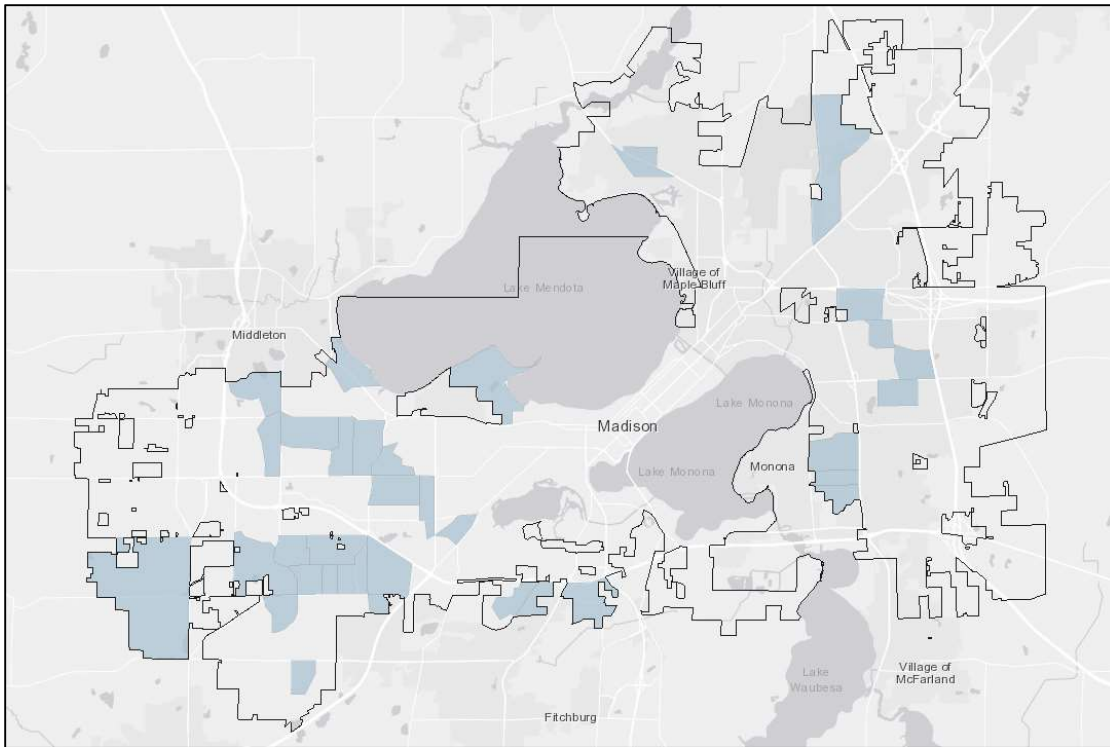 Village of
Maple Bluff
Lake Mendota
Middleton
Lake Monona
Madison
Monona
Lake Monona
Village of
McFarland
Lake
Waubesa
Fitchburg